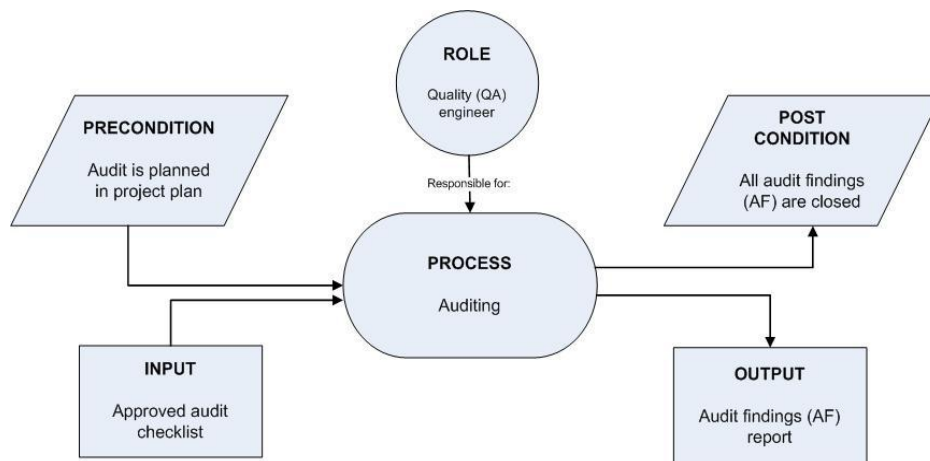 ROLE
Quality (QA)
engineer
PRECONDITION
Audit is planned
in project plan
POST
CONDITION
All audit findings
(AF) are closed
Responsible for:
PROCESS
Auditing
INPUT
Approved audit
checklist
OUTPUT
Audit findings (AF)
report